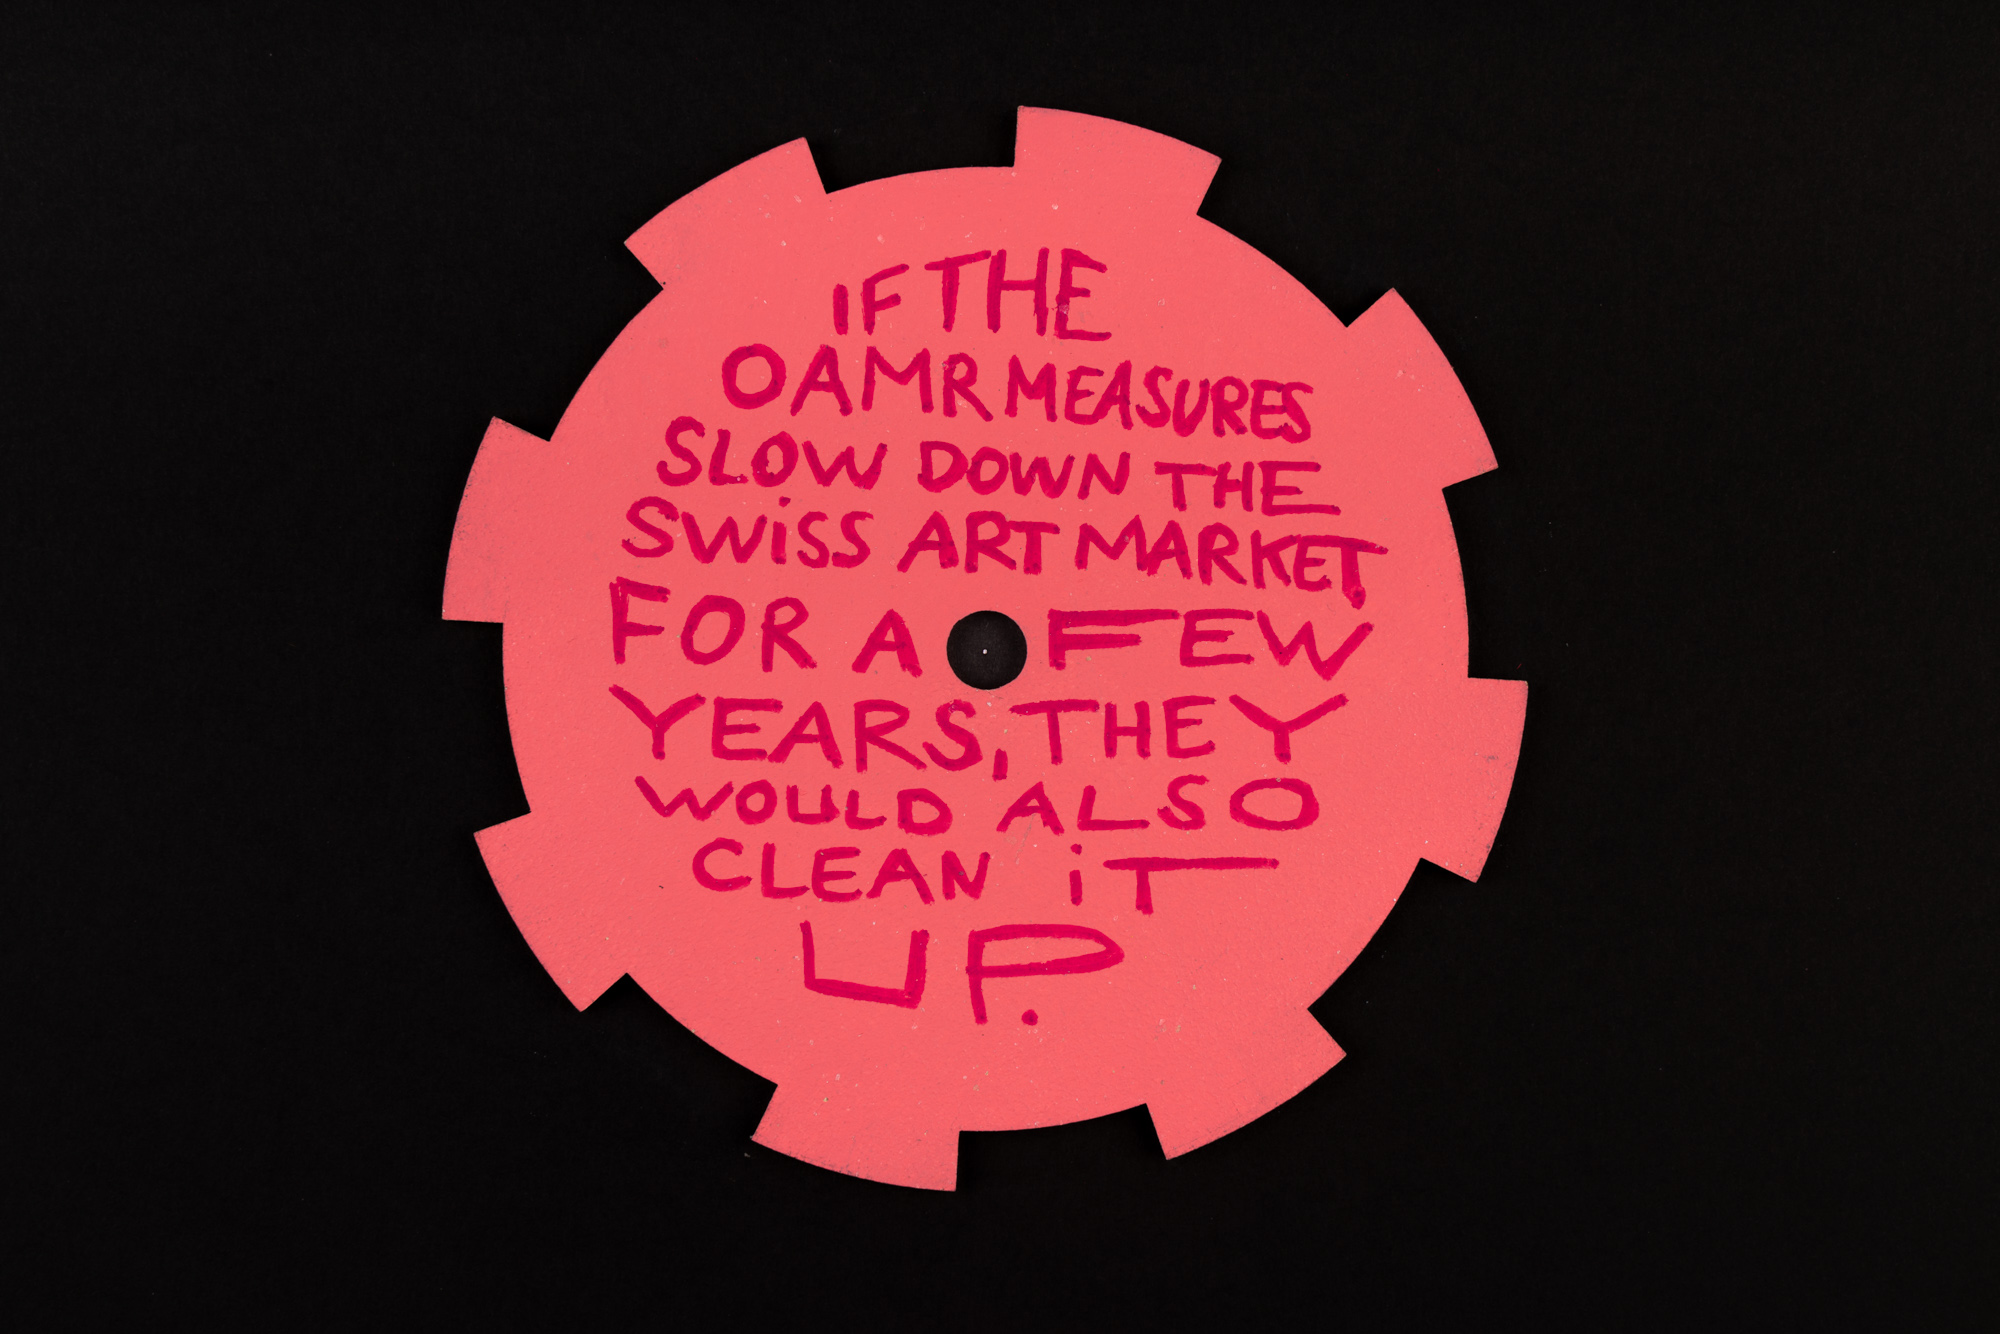 IF THE
OAMR MEASURES
SLOW DOWN THE
SWiSS ART MARKET
FOR A FEW
YEARS, THEY
WOULD ALSO
CLEAN iT
UP.